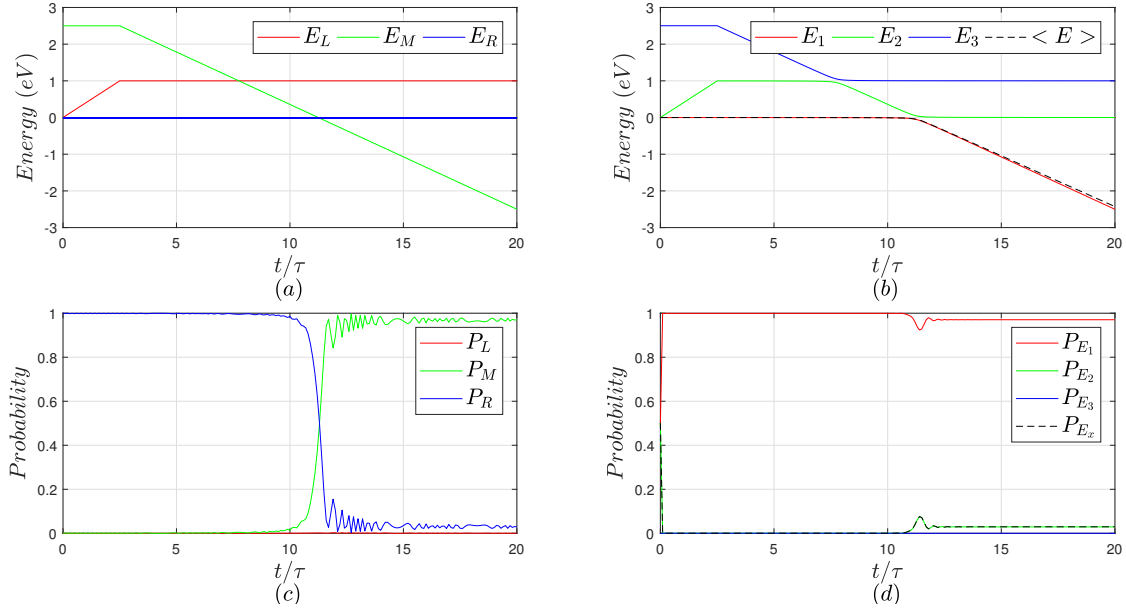 3
2
1
0
-1
-2
-3
Energy (eV)
E_L E_M E_R
0 5 10 15 20
t/τ
(a)
3
2
1
0
-1
-2
-3
Energy (eV)
E_1 E_2 E_3 < E >
0 5 10 15 20
t/τ
(b)
1
0.8
0.6
0.4
0.2
0
Probability
P_L
P_M
P_R
0 5 10 15 20
t/τ
(c)
1
0.8
0.6
0.4
0.2
0
Probability
P_{E_1}
P_{E_2}
P_{E_3}
P_{E_x}
0 5 10 15 20
t/τ
(d)